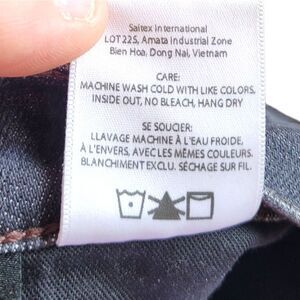 Saitex International
LOT 225, Amata Industrial Zone
Bien Hoa, Dong Nai, Vietnam
CARE:
MACHINE WASH COLD WITH LIKE COLORS,
INSIDE OUT, NO BLEACH, HANG DRY
SE SOUCIER:
LLAVAGE MACHINE À L'EAU FROIDE,
À L'ENVERS, AVEC LES MÊMES COULEURS.
BLANCHIMENT EXCLU. SÉCHAGE SUR FIL.